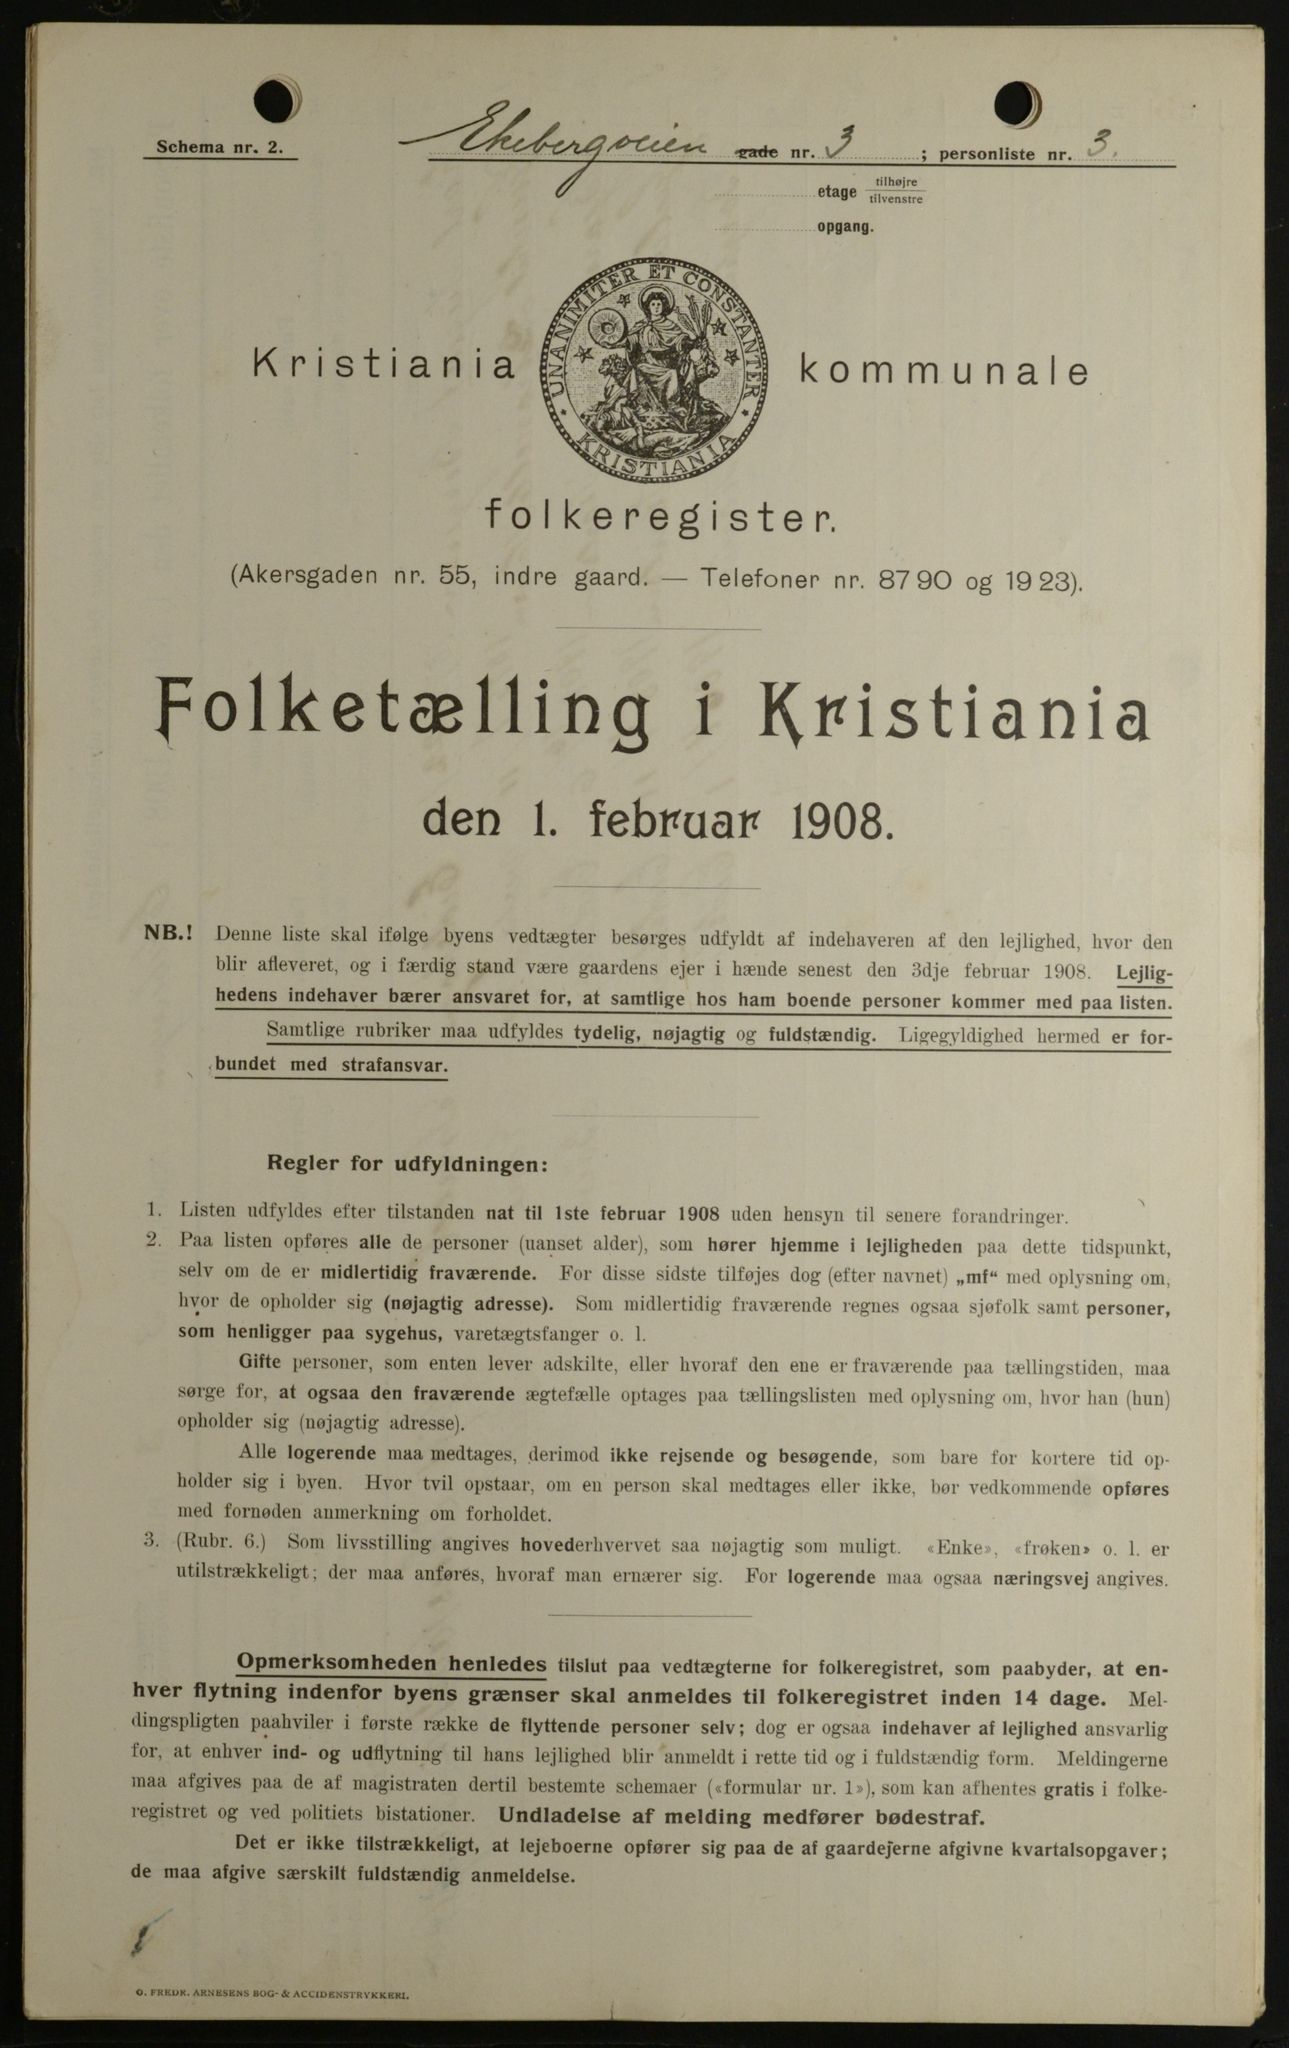 Schema nr. 2.
Ekebergveien gade nr. 3 ; personliste nr. 3.
etage tilhøjre
tilvenstre
opgang.
UNANIMITER ET CONSTANTER
KRISTIANIA
Kristiania kommunale
folkeregister.
(Akersgaden nr. 55, indre gaard. — Telefoner nr. 87 90 og 19 23).
Folketælling i Kristiania
den 1. februar 1908.
NB.! Denne liste skal ifølge byens vedtægter besørges udfyldt af indehaveren af den lejlighed, hvor den
blir afleveret, og i færdig stand være gaardens ejer i hænde senest den 3dje februar 1908. Lejlig-
hedens indehaver bærer ansvaret for, at samtlige hos ham boende personer kommer med paa listen.
Samtlige rubriker maa udfyldes tydelig, nøjagtig og fuldstændig. Ligegyldighed hermed er for-
bundet med strafansvar.
Regler for udfyldningen:
1. Listen udfyldes efter tilstanden nat til 1ste februar 1908 uden hensyn til senere forandringer.
2. Paa listen opføres alle de personer (uanset alder), som hører hjemme i lejligheden paa dette tidspunkt,
selv om de er midlertidig fraværende. For disse sidste tilføjes dog (efter navnet) „mf“ med oplysning om,
hvor de opholder sig (nøjagtig adresse). Som midlertidig fraværende regnes ogsaa sjøfolk samt personer,
som henligger paa sygehus, varetægtsfanger o. l.
Gifte personer, som enten lever adskilte, eller hvoraf den ene er fraværende paa tællingstiden, maa
sørge for, at ogsaa den fraværende ægtefælle optages paa tællingslisten med oplysning om, hvor han (hun)
opholder sig (nøjagtig adresse).
Alle logerende maa medtages, derimod ikke rejsende og besøgende, som bare for kortere tid op-
holder sig i byen. Hvor tvil opstaar, om en person skal medtages eller ikke, bør vedkommende opføres
med fornøden anmerkning om forholdet.
3. (Rubr. 6.) Som livsstilling angives hovederhvervet saa nøjagtig som muligt. «Enke», «frøken» o. l. er
utilstrækkeligt; der maa anføres, hvoraf man ernærer sig. For logerende maa ogsaa næringsvej angives.
Opmerksomheden henledes tilslut paa vedtægterne for folkeregistret, som paabyder, at en-
hver flytning indenfor byens grænser skal anmeldes til folkeregistret inden 14 dage. Mel-
dingspligten paahviler i første række de flyttende personer selv; dog er ogsaa indehaver af lejlighed ansvarlig
for, at enhver ind- og udflytning til hans lejlighed blir anmeldt i rette tid og i fuldstændig form. Meldingerne
maa afgives paa de af magistraten dertil bestemte schemaer («formular nr. 1»), som kan afhentes gratis i folke-
registret og ved politiets bistationer. Undladelse af melding medfører bødestraf.
Det er ikke tilstrækkeligt, at lejeboerne opfører sig paa de af gaardejerne afgivne kvartalsopgaver;
de maa afgive særskilt fuldstændig anmeldelse.
O. FREDR. ARNESENS BOG- & ACCIDENSTRYKKERI.